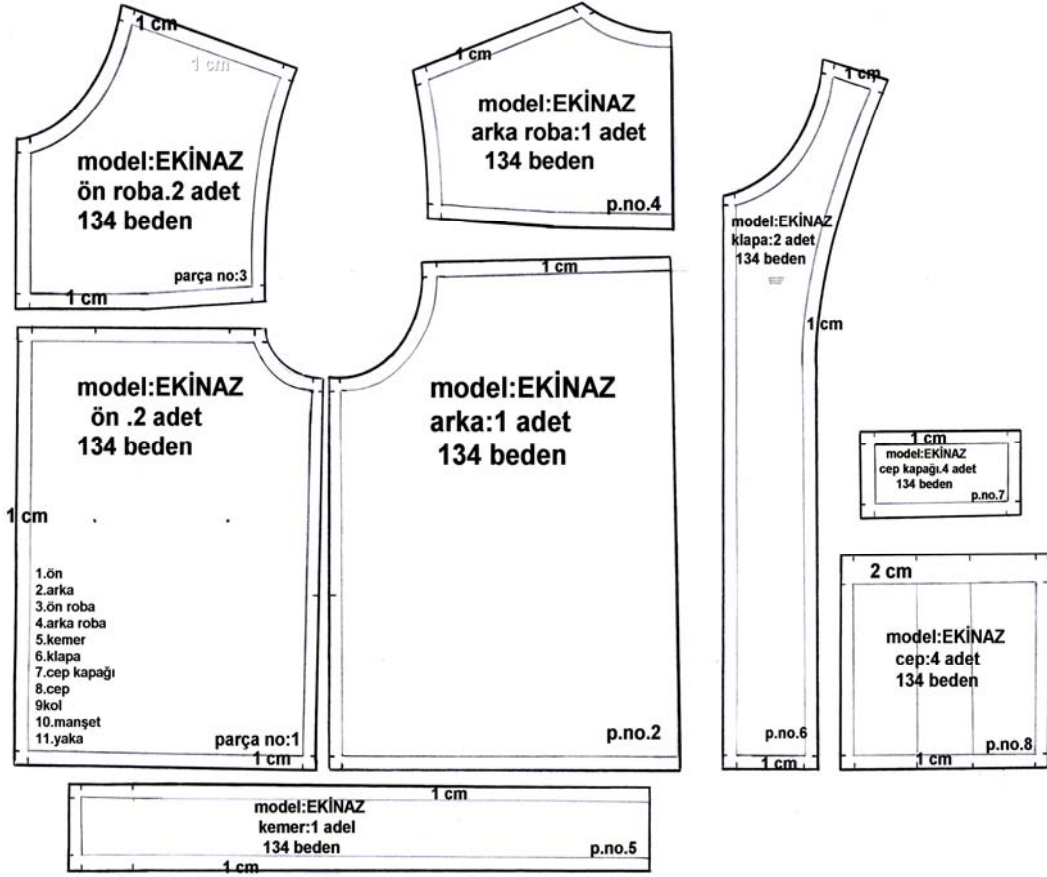 1 cm
1 cm
model:EKİNAZ
ön roba.2 adet
134 beden
parça no:3
1 cm
1 cm
model:EKİNAZ
arka roba:1 adet
134 beden
p.no.4
1 cm
model:EKİNAZ
klapa:2 adet
134 beden
1 cm
p.no.6
1 cm
model:EKİNAZ
ön .2 adet
134 beden
1 cm
1.ön
2.arka
3.ön roba
4.arka roba
5.kemer
6.klapa
7.cep kapağı
8.cep
9kol
10.manşet
11.yaka
parça no:1
1 cm
1 cm
model:EKİNAZ
arka:1 adet
134 beden
p.no.2
1 cm
model:EKİNAZ
cep kapağı.4 adet
134 beden
p.no.7
2 cm
model:EKİNAZ
cep:4 adet
134 beden
p.no.8
1 cm
1 cm
model:EKİNAZ
kemer:1 adel
134 beden
p.no.5
1 cm